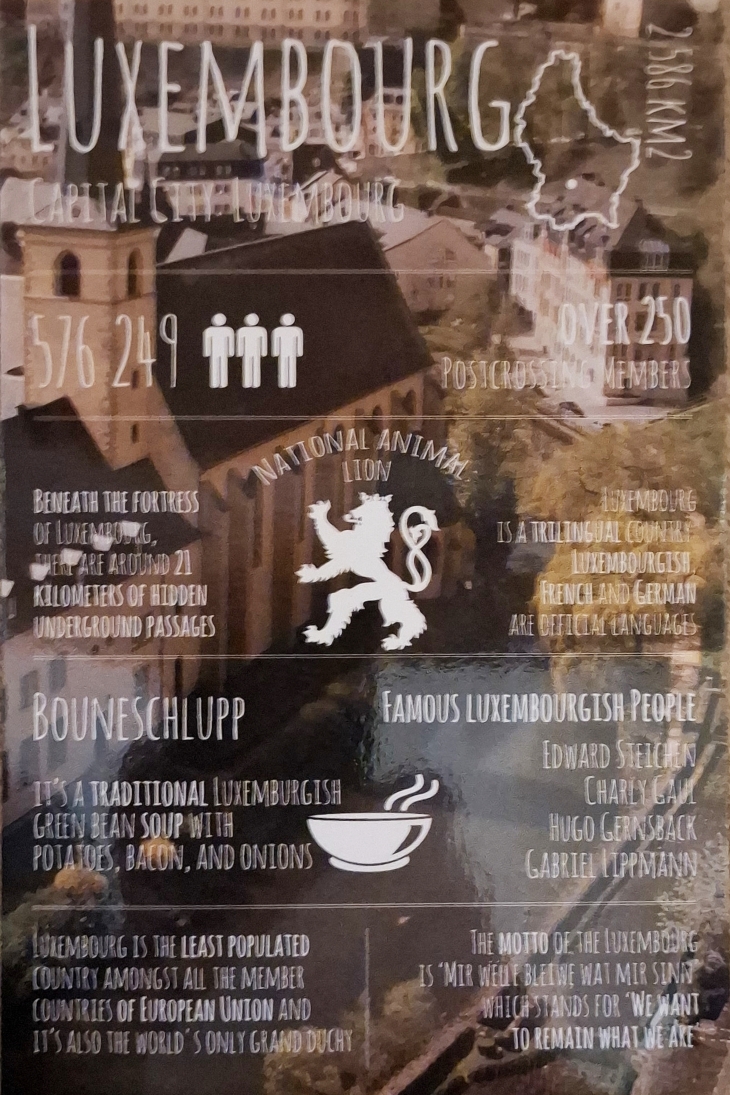 LUXEMBOURG
2586 KM2
CAPITAL CITY: LUXEMBOURG
576 249
OVER 250
POSTCROSSING MEMBERS
NATIONAL ANIMAL
LION
BENEATH THE FORTRESS
OF LUXEMBOURG,
THERE ARE AROUND 21
KILOMETERS OF HIDDEN
UNDERGROUND PASSAGES
LUXEMBOURG
IS A TRILINGUAL COUNTRY
LUXEMBOURGISH,
FRENCH AND GERMAN
ARE OFFICIAL LANGUAGES
BOUNESCHLUPP
IT'S A TRADITIONAL LUXEMBURGISH
GREEN BEAN SOUP WITH
POTATOES, BACON, AND ONIONS
FAMOUS LUXEMBOURGISH PEOPLE
EDWARD STEICHEN
CHARLY GAUL
HUGO GERNSBACK
GABRIEL LIPPMANN
LUXEMBOURG IS THE LEAST POPULATED
COUNTRY AMONGST ALL THE MEMBER
COUNTRIES OF EUROPEAN UNION AND
IT'S ALSO THE WORLD'S ONLY GRAND DUCHY
THE MOTTO OF THE LUXEMBOURG
IS 'MIR WËLLE BLEIWE WAT MIR SINN'
WHICH STANDS FOR 'WE WANT
TO REMAIN WHAT WE ARE'